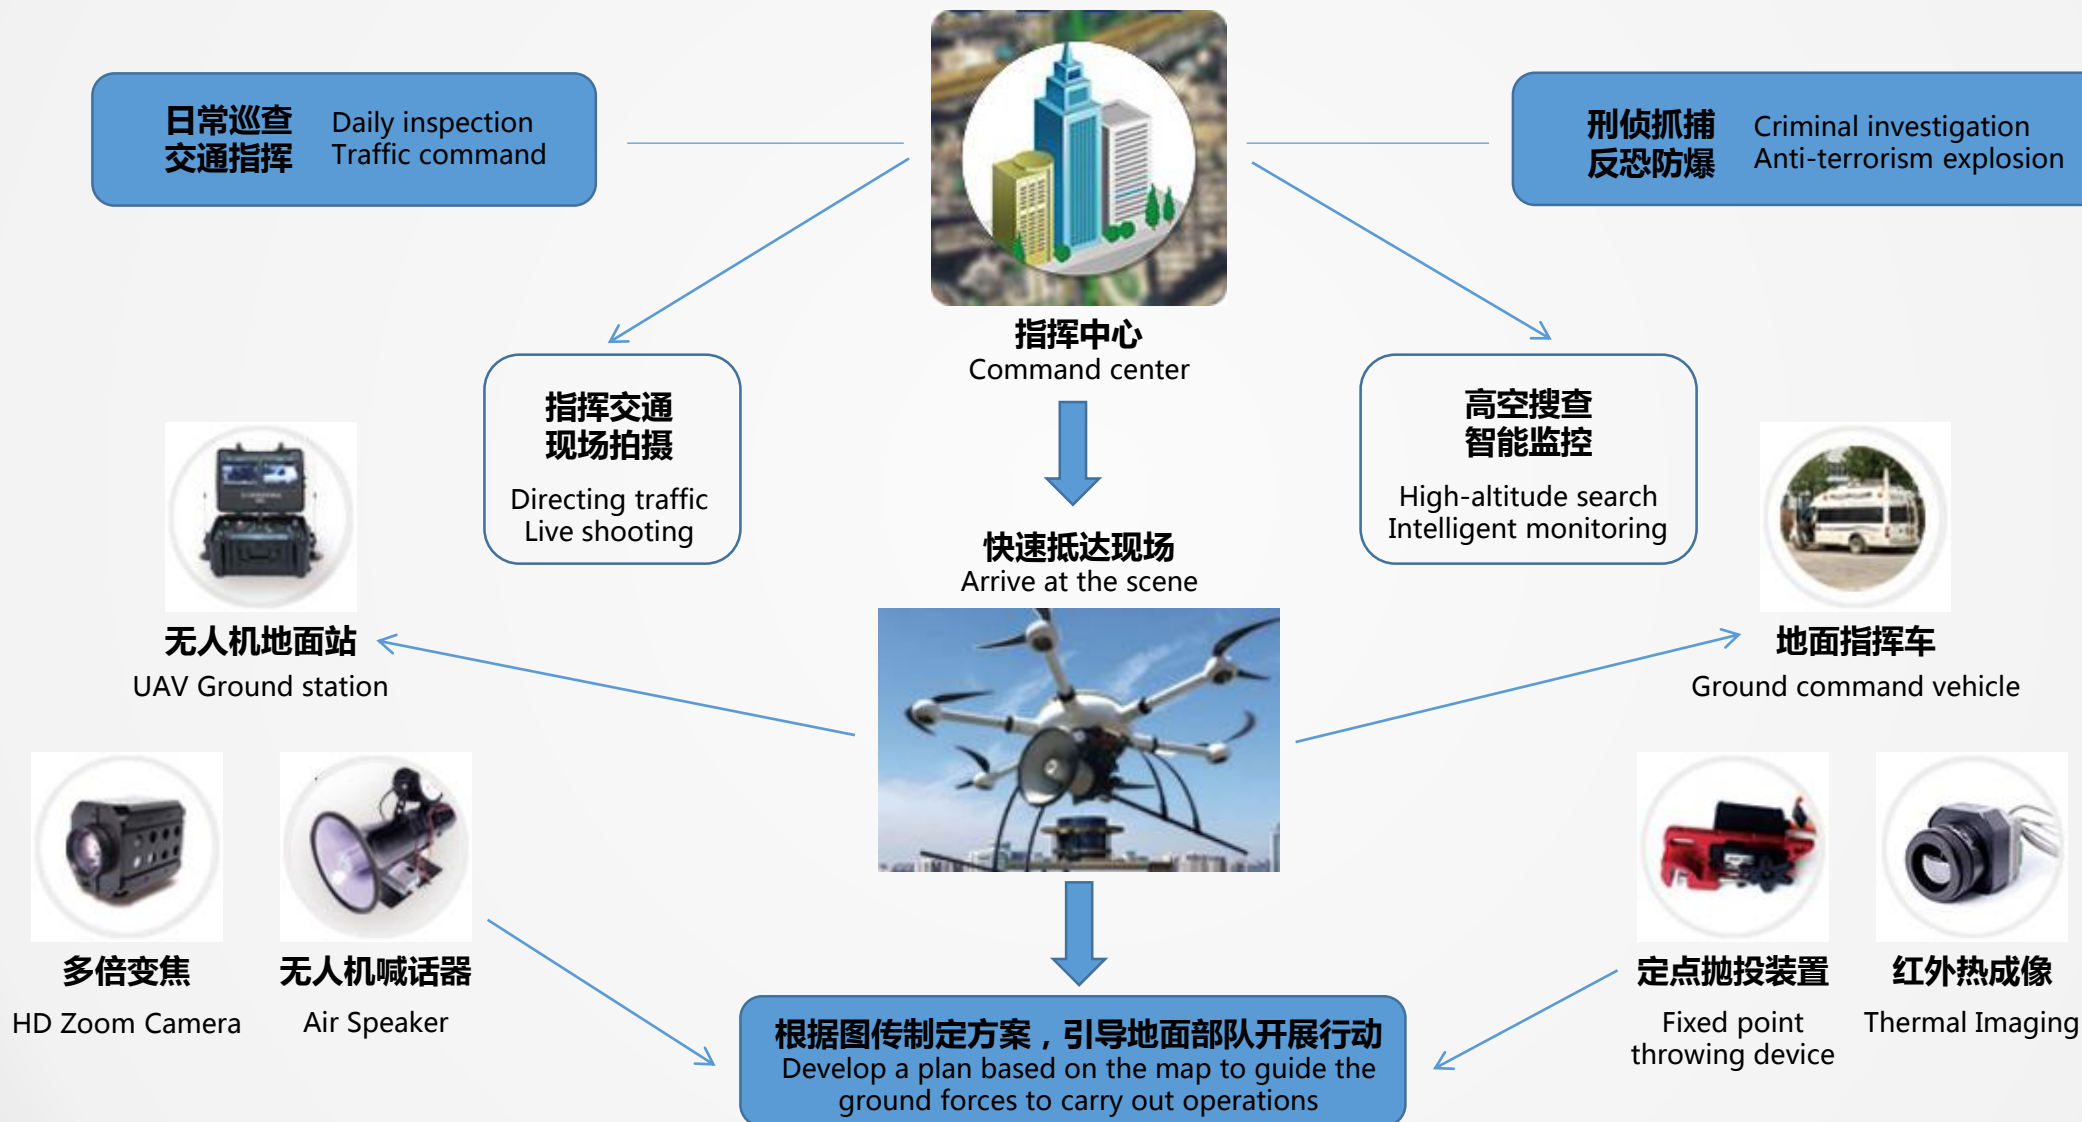 日常巡查
交通指挥
Daily inspection
Traffic command
刑侦抓捕
反恐防爆
Criminal investigation
Anti-terrorism explosion
指挥中心
Command center
指挥交通
现场拍摄
Directing traffic
Live shooting
高空搜查
智能监控
High-altitude search
Intelligent monitoring
快速抵达现场
Arrive at the scene
无人机地面站
UAV Ground station
地面指挥车
Ground command vehicle
多倍变焦
HD Zoom Camera
无人机喊话器
Air Speaker
定点抛投装置
Fixed point
throwing device
红外热成像
Thermal Imaging
根据图传制定方案，引导地面部队开展行动
Develop a plan based on the map to guide the
ground forces to carry out operations